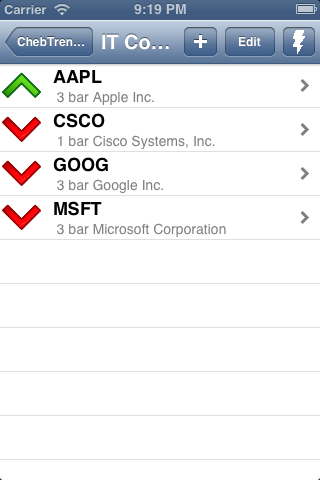 Carrier 9:19 PM
ChebTren... IT Co... + Edit
AAPL
3 bar Apple Inc.
CSCO
1 bar Cisco Systems, Inc.
GOOG
3 bar Google Inc.
MSFT
3 bar Microsoft Corporation